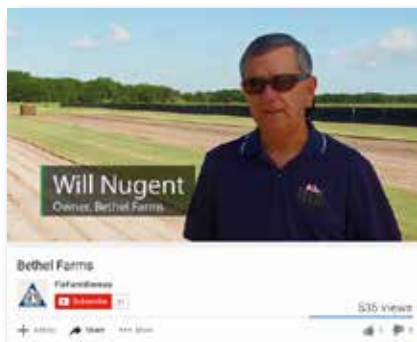 Will Nugent
Owner, Bethel Farms
Bethel Farms
Subscribe
535 views
Share
More